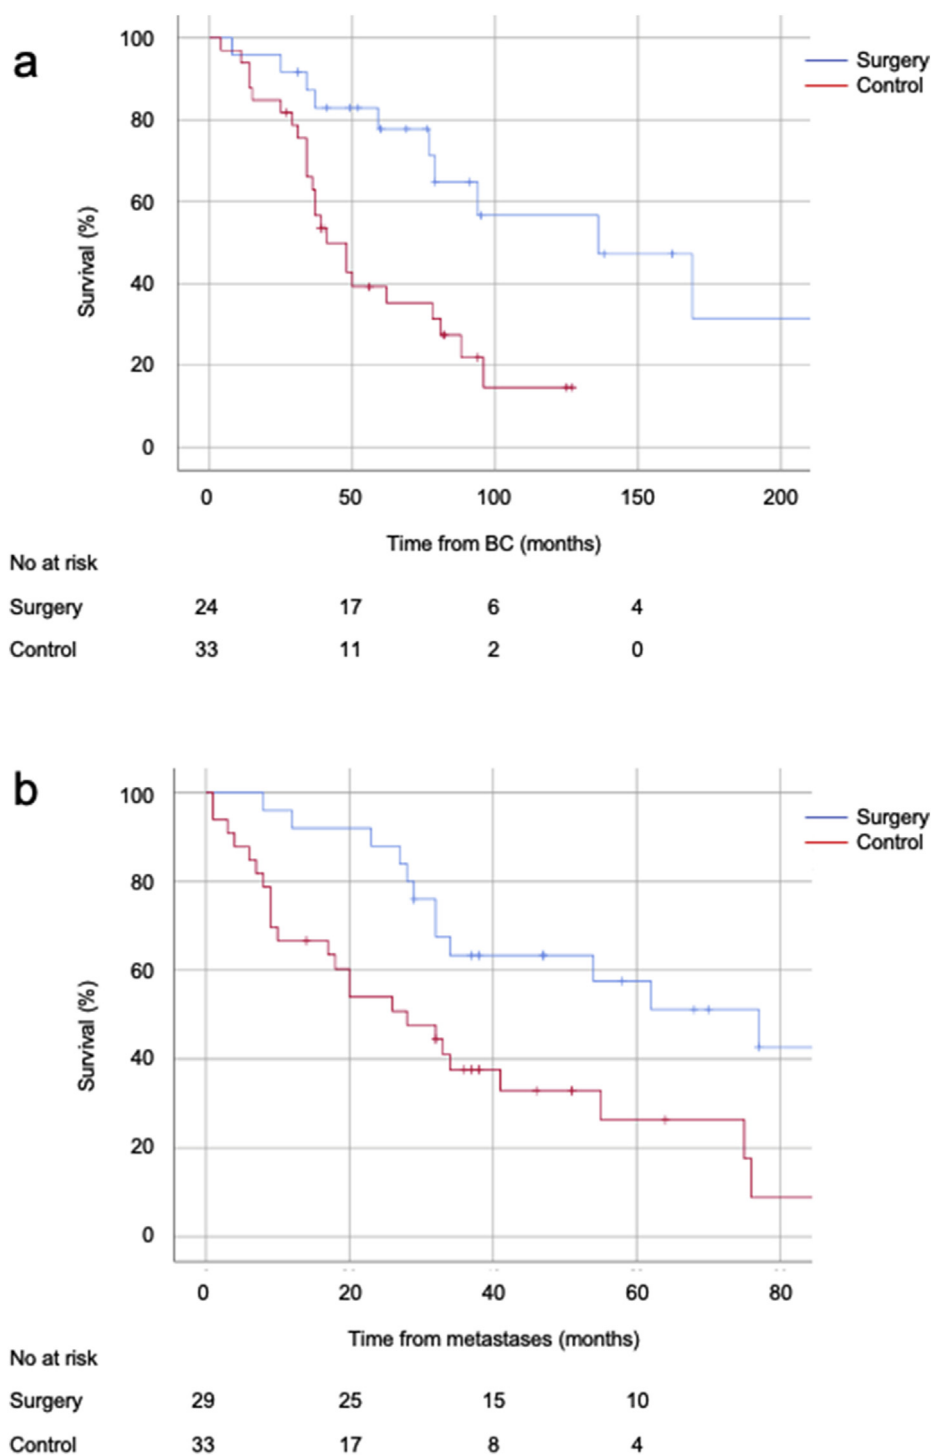 a
100
80
60
40
20
0
Survival (%)
Surgery
Control
0 50 100 150 200
Time from BC (months)
No at risk
Surgery 24 17 6 4
Control 33 11 2 0
b
100
80
60
40
20
0
Survival (%)
Surgery
Control
0 20 40 60 80
Time from metastases (months)
No at risk
Surgery 29 25 15 10
Control 33 17 8 4